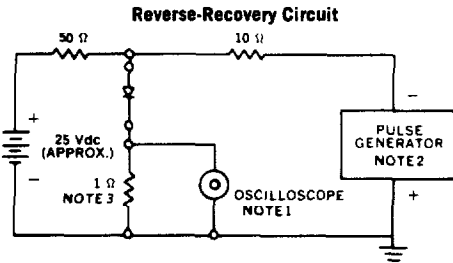 Reverse-Recovery Circuit
50 Ω
10 Ω
+
25 Vdc
(APPROX.)
−
1 Ω
NOTE 3
OSCILLOSCOPE
NOTE 1
−
PULSE
GENERATOR
NOTE 2
+